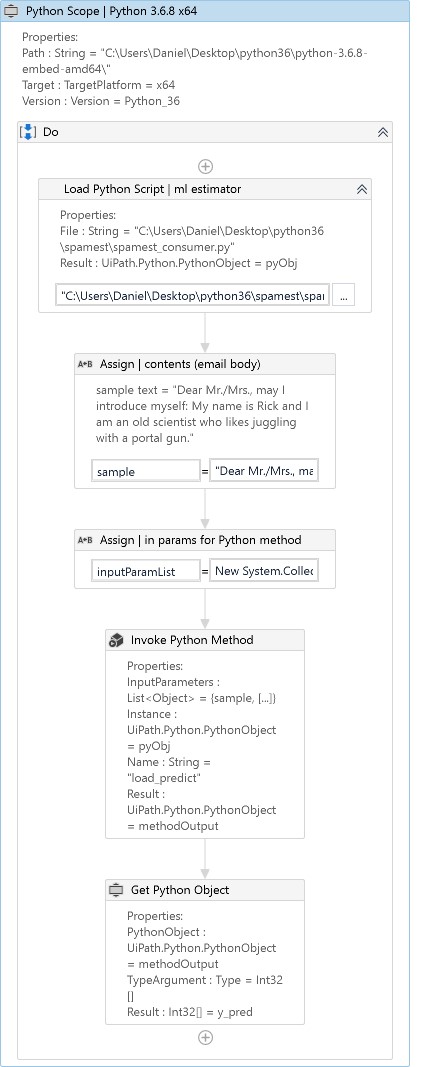 Python Scope | Python 3.6.8 x64
Properties:
Path : String = "C:\Users\Daniel\Desktop\python36\python-3.6.8-
embed-amd64\"
Target : TargetPlatform = x64
Version : Version = Python_36
Do
Load Python Script | ml estimator
Properties:
File : String = "C:\Users\Daniel\Desktop\python36
\spamest\spamest_consumer.py"
Result : UiPath.Python.PythonObject = pyObj
"C:\Users\Daniel\Desktop\python36\spamest\spar ...
A+B Assign | contents (email body)
sample text = "Dear Mr./Mrs., may I
introduce myself: My name is Rick and I
am an old scientist who likes juggling
with a portal gun."
sample = "Dear Mr./Mrs., ma
A+B Assign | in params for Python method
inputParamList = New System.Collec
Invoke Python Method
Properties:
InputParameters :
List<Object> = {sample, [...]}
Instance :
UiPath.Python.PythonObject
= pyObj
Name : String =
"load_predict"
Result :
UiPath.Python.PythonObject
= methodOutput
Get Python Object
Properties:
PythonObject :
UiPath.Python.PythonObject
= methodOutput
TypeArgument : Type = Int32
[]
Result : Int32[] = y_pred